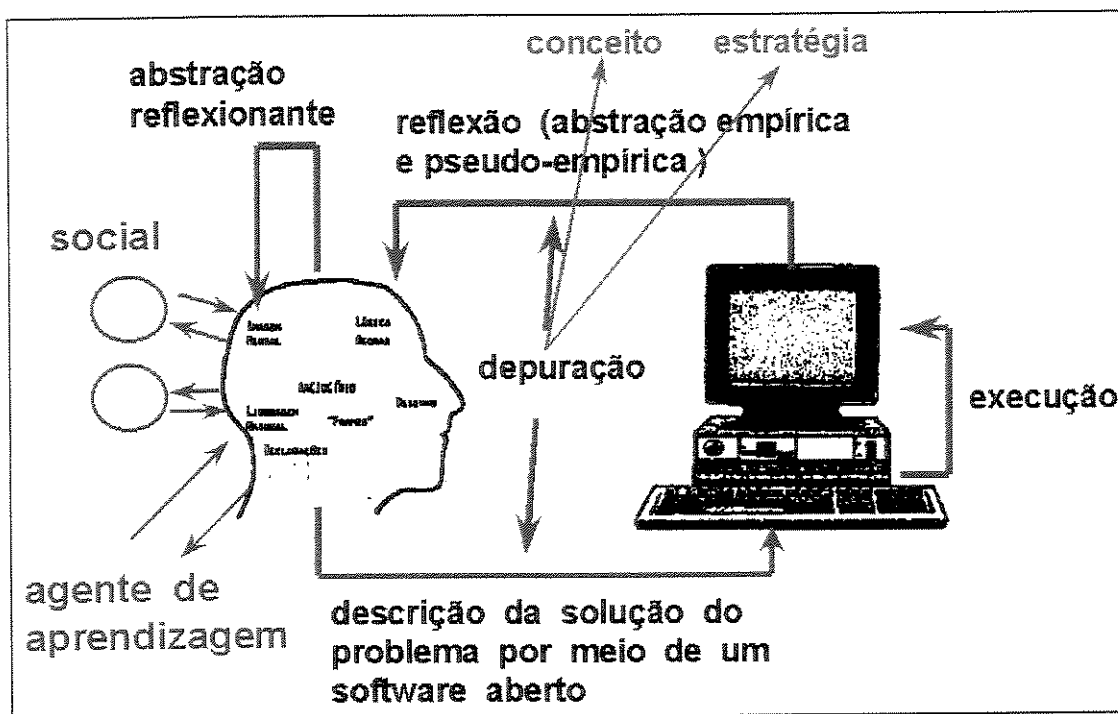 conceito estratégia
abstração
reflexionante
reflexão (abstração empírica
e pseudo-empírica)
social
depuração
execução
agente de
aprendizagem
descrição da solução do
problema por meio de um
software aberto